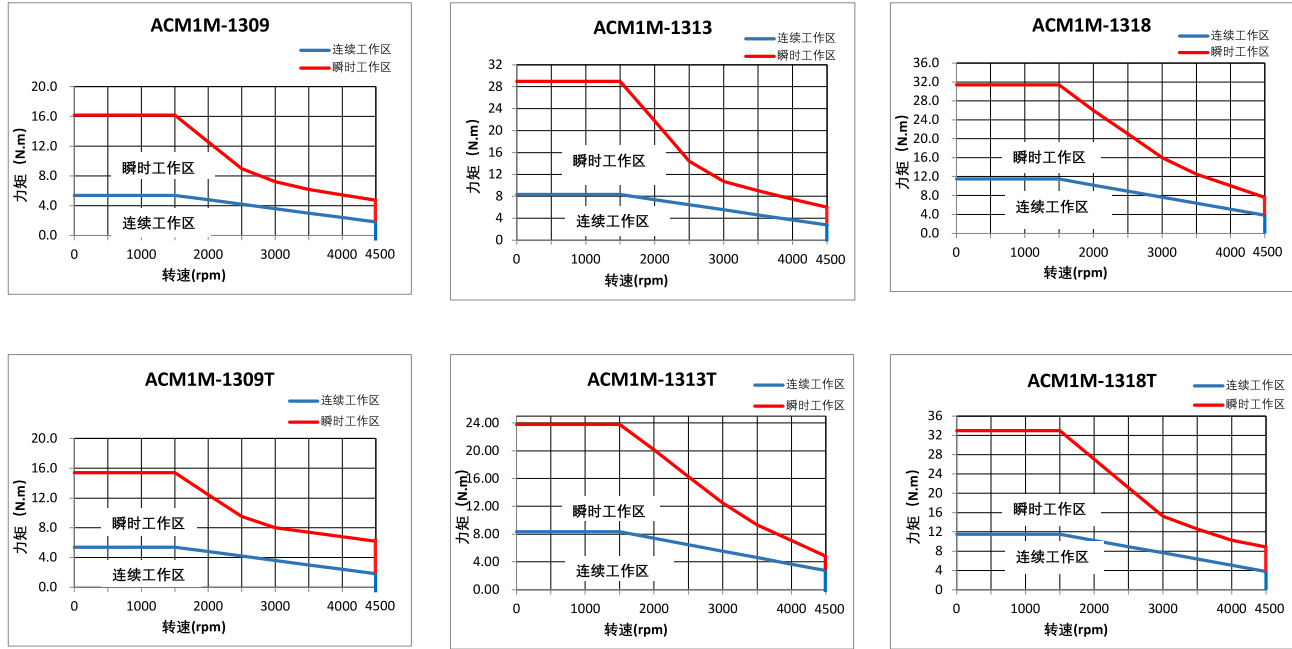 ACM1M-1309
连续工作区
瞬时工作区
20.0
16.0
12.0
8.0
4.0
0.0
力矩 (N.m)
瞬时工作区
连续工作区
0 1000 2000 3000 4000 4500
转速(rpm)
ACM1M-1313
连续工作区
瞬时工作区
32
28
24
20
16
12
8
4
0
力矩 (N.m)
瞬时工作区
连续工作区
0 1000 2000 3000 4000 4500
转速(rpm)
ACM1M-1318
连续工作区
瞬时工作区
36.0
32.0
28.0
24.0
20.0
16.0
12.0
8.0
4.0
0.0
力矩 (N.m)
瞬时工作区
连续工作区
0 1000 2000 3000 4000 4500
转速(rpm)
ACM1M-1309T
连续工作区
瞬时工作区
20.0
16.0
12.0
8.0
4.0
0.0
力矩 (N.m)
瞬时工作区
连续工作区
0 1000 2000 3000 4000 4500
转速(rpm)
ACM1M-1313T
连续工作区
瞬时工作区
24.00
20.00
16.00
12.00
8.00
4.00
0.00
力矩 (N.m)
瞬时工作区
连续工作区
0 1000 2000 3000 4000 4500
转速(rpm)
ACM1M-1318T
连续工作区
瞬时工作区
36
32
28
24
20
16
12
8
4
0
力矩 (N.m)
瞬时工作区
连续工作区
0 1000 2000 3000 4000 4500
转速(rpm)